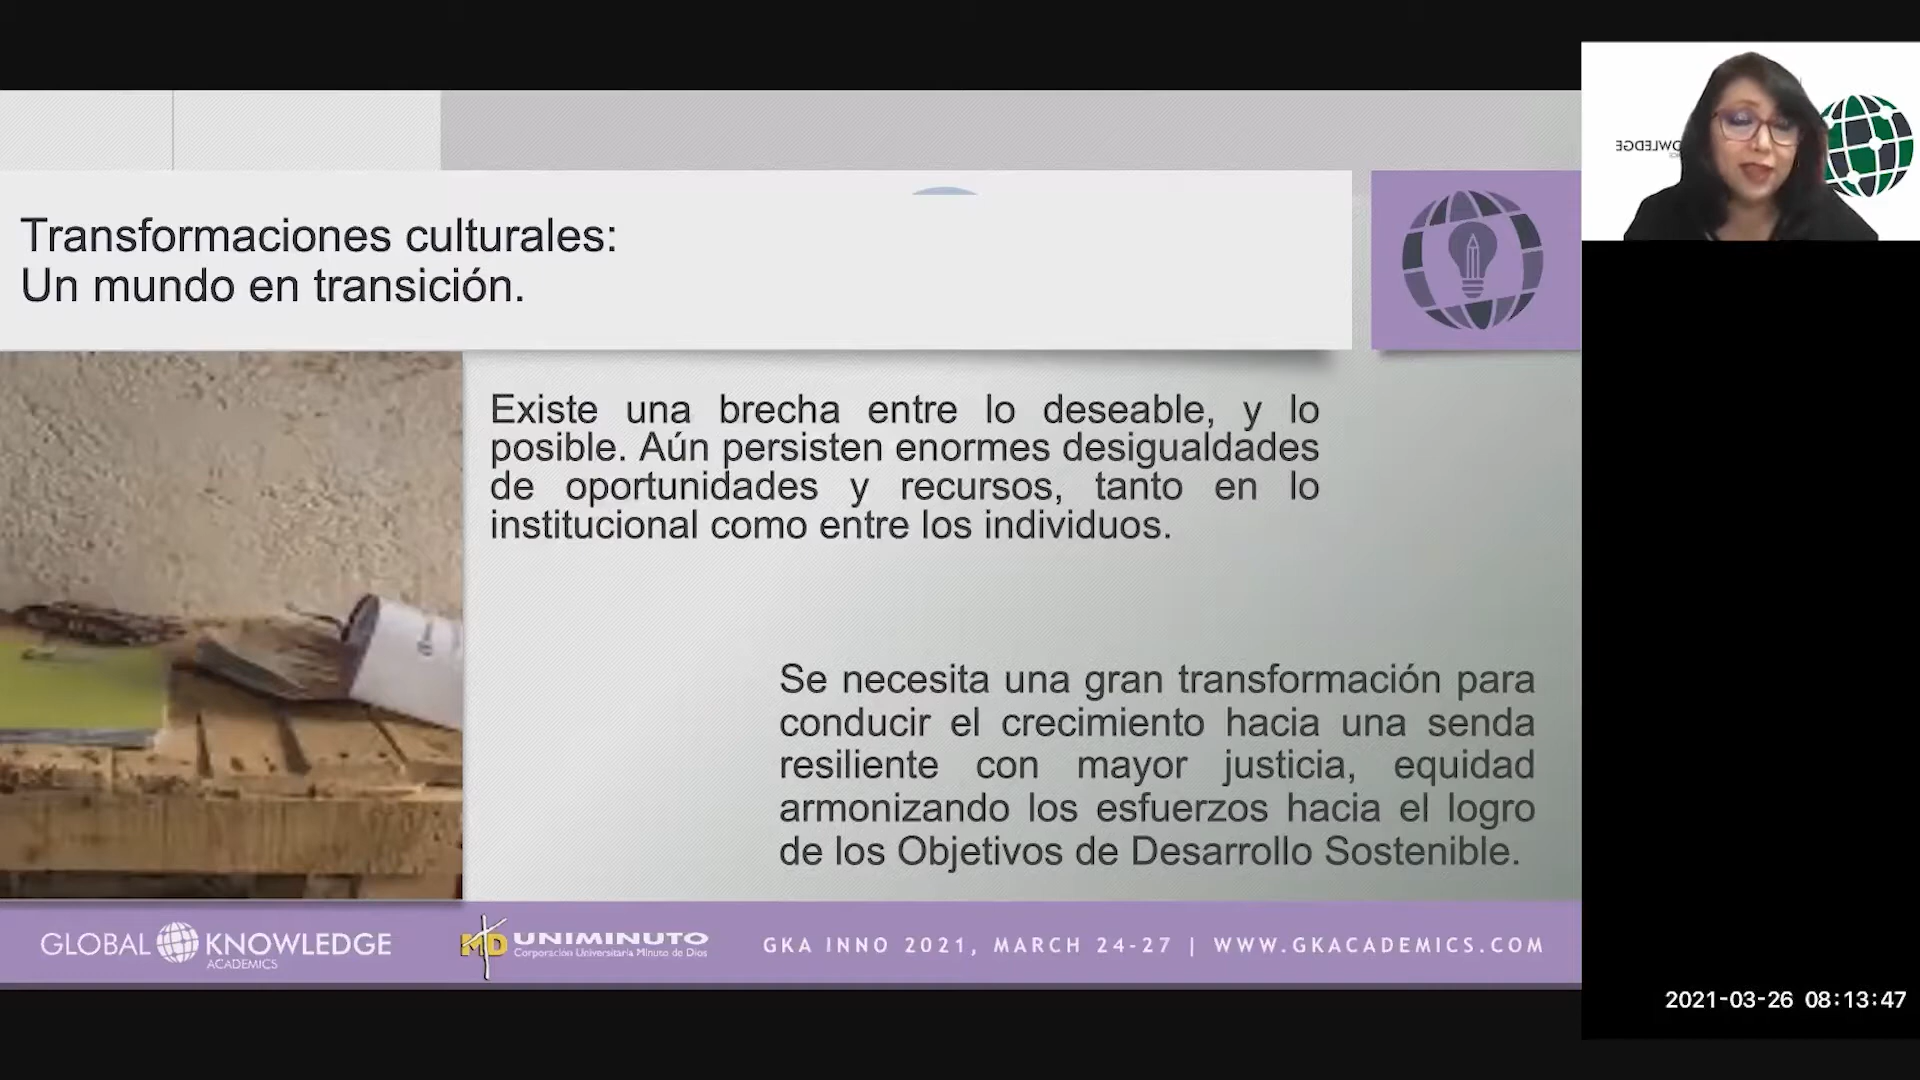 Transformaciones culturales:
Un mundo en transición.
Existe una brecha entre lo deseable, y lo
posible. Aún persisten enormes desigualdades
de oportunidades y recursos, tanto en lo
institucional como entre los individuos.
Se necesita una gran transformación para
conducir el crecimiento hacia una senda
resiliente con mayor justicia, equidad
armonizando los esfuerzos hacia el logro
de los Objetivos de Desarrollo Sostenible.
GLOBAL KNOWLEDGE
ACADEMICS
MD UNIMINUTO
Corporación Universitaria Minuto de Dios
GKA INNO 2021, MARCH 24-27 | WWW.GKACADEMICS.COM
2021-03-26 08:13:47